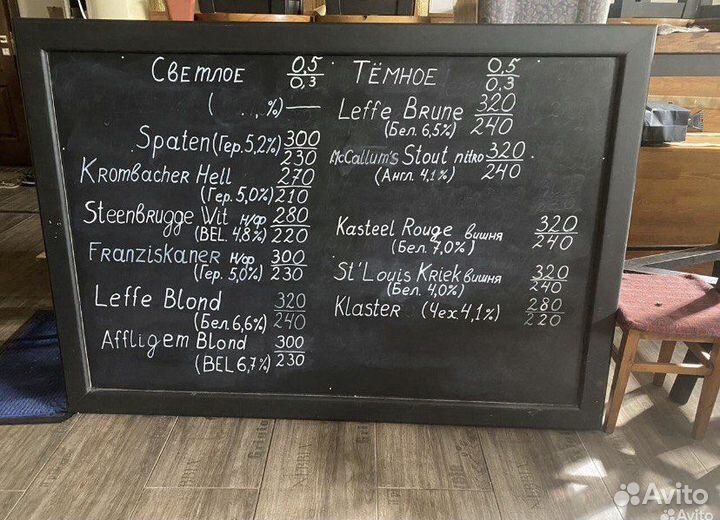 Светлое 0,5/0,3
( ..,%) —
Spaten (Гер. 5,2%) 300/230
Krombacher Hell 270/210
(Гер. 5,0%)
Steenbrugge Wit н/ф 280/220
(BEL. 4,8%)
Franziskaner н/ф 300/230
(Гер. 5,0%)
Leffe Blond 320/240
(Бел 6,6%)
Affligem Blond 300/230
(BEL 6,7%)
Тёмное 0,5/0,3
Leffe Brune 320/240
(Бел. 6,5%)
McCallum's Stout nitro 320/240
(Англ. 4,1%)
Kasteel Rouge вишня 320/240
(Бел. 7,0%)
St'Louis Kriek вишня 320/240
(Бел. 4,0%)
Klaster (Чех 4,1%) 280/220
Avito
Avito